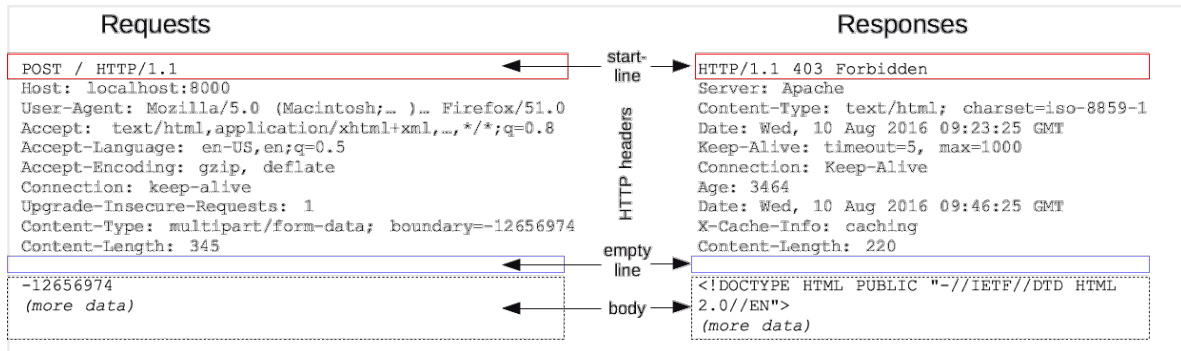 Requests
POST / HTTP/1.1
Host: localhost:8000
User-Agent: Mozilla/5.0 (Macintosh;… )… Firefox/51.0
Accept: text/html,application/xhtml+xml,…,*/*;q=0.8
Accept-Language: en-US,en;q=0.5
Accept-Encoding: gzip, deflate
Connection: keep-alive
Upgrade-Insecure-Requests: 1
Content-Type: multipart/form-data; boundary=-12656974
Content-Length: 345
-12656974
(more data)
start-
line
HTTP headers
empty
line
body
Responses
HTTP/1.1 403 Forbidden
Server: Apache
Content-Type: text/html; charset=iso-8859-1
Date: Wed, 10 Aug 2016 09:23:25 GMT
Keep-Alive: timeout=5, max=1000
Connection: Keep-Alive
Age: 3464
Date: Wed, 10 Aug 2016 09:46:25 GMT
X-Cache-Info: caching
Content-Length: 220
<!DOCTYPE HTML PUBLIC "-//IETF//DTD HTML
2.0//EN">
(more data)